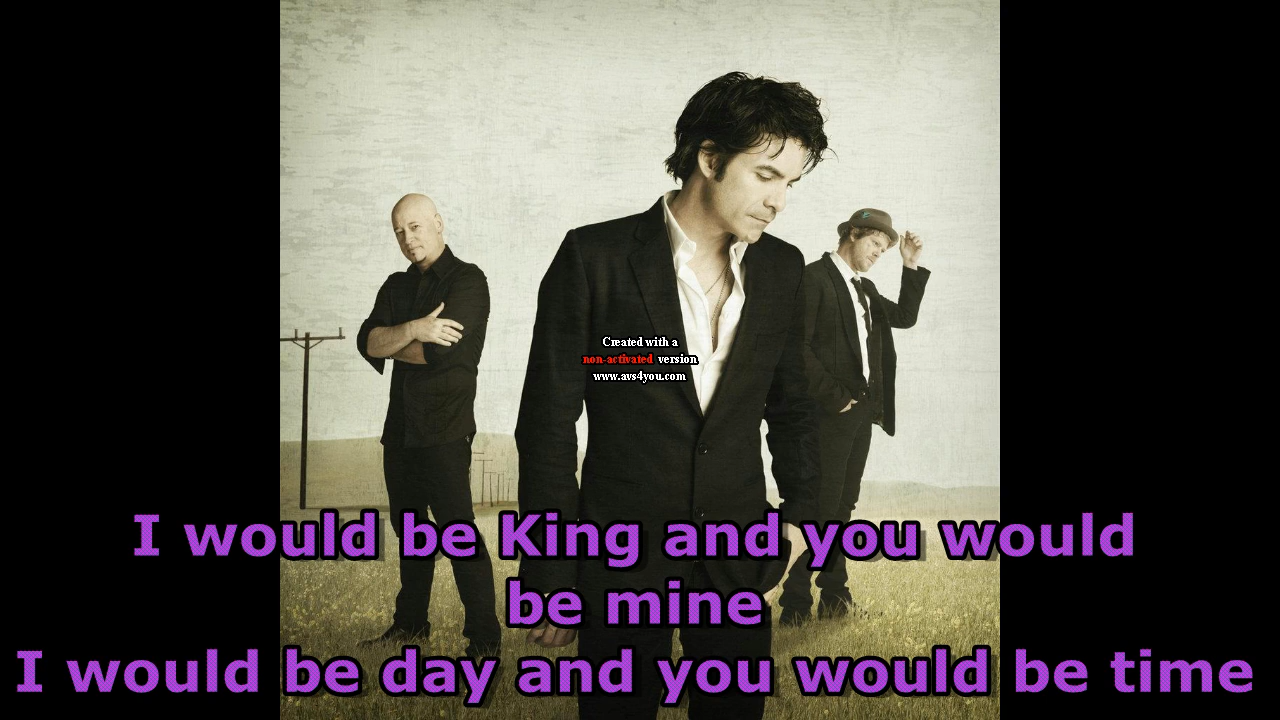 Created with a
non-activated version
www.avs4you.com
I would be King and you would
be mine
I would be day and you would be time